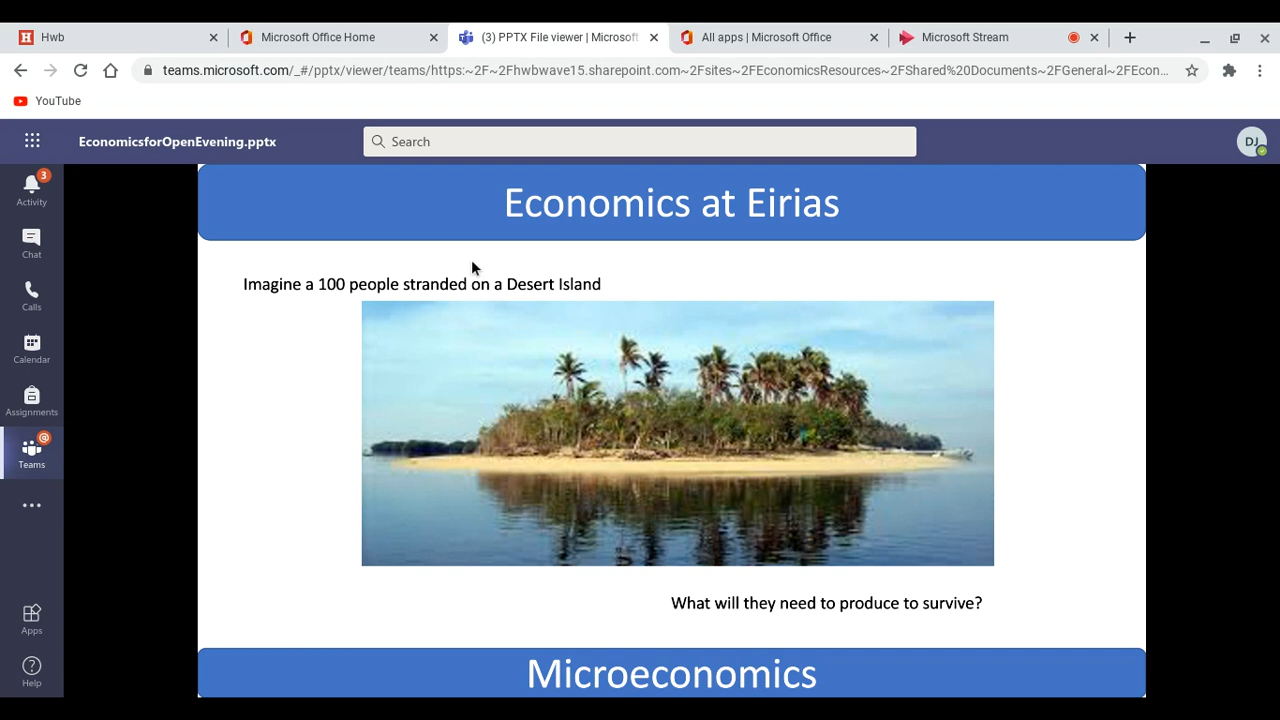 Hwb
Microsoft Office Home
(3) PPTX File viewer | Microsoft
All apps | Microsoft Office
Microsoft Stream
teams.microsoft.com/_#/pptx/viewer/teams/https:~2F~2Fhwbwave15.sharepoint.com~2Fsites~2FEconomicsResources~2FShared%20Documents~2FGeneral~2FEcon...
YouTube
EconomicsforOpenEvening.pptx
Search
DJ
3
Activity
Chat
Calls
Calendar
Assignments
@
Teams
Apps
Help
Economics at Eirias
Imagine a 100 people stranded on a Desert Island
What will they need to produce to survive?
Microeconomics